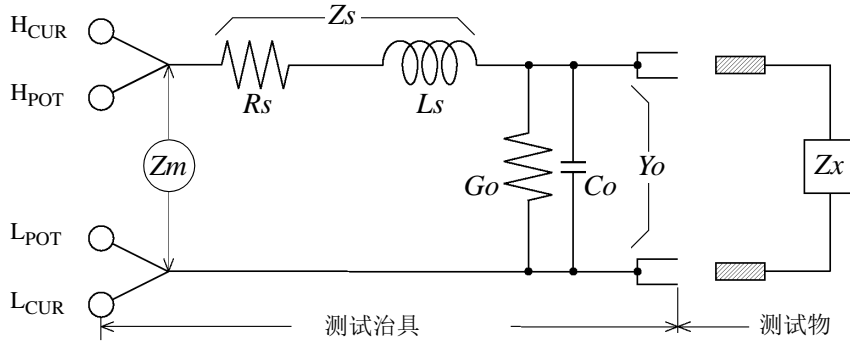 H_CUR
Zs
H_POT
Rs
Ls
Zm
Go
Co
Yo
Zx
L_POT
L_CUR
测试治具
测试物